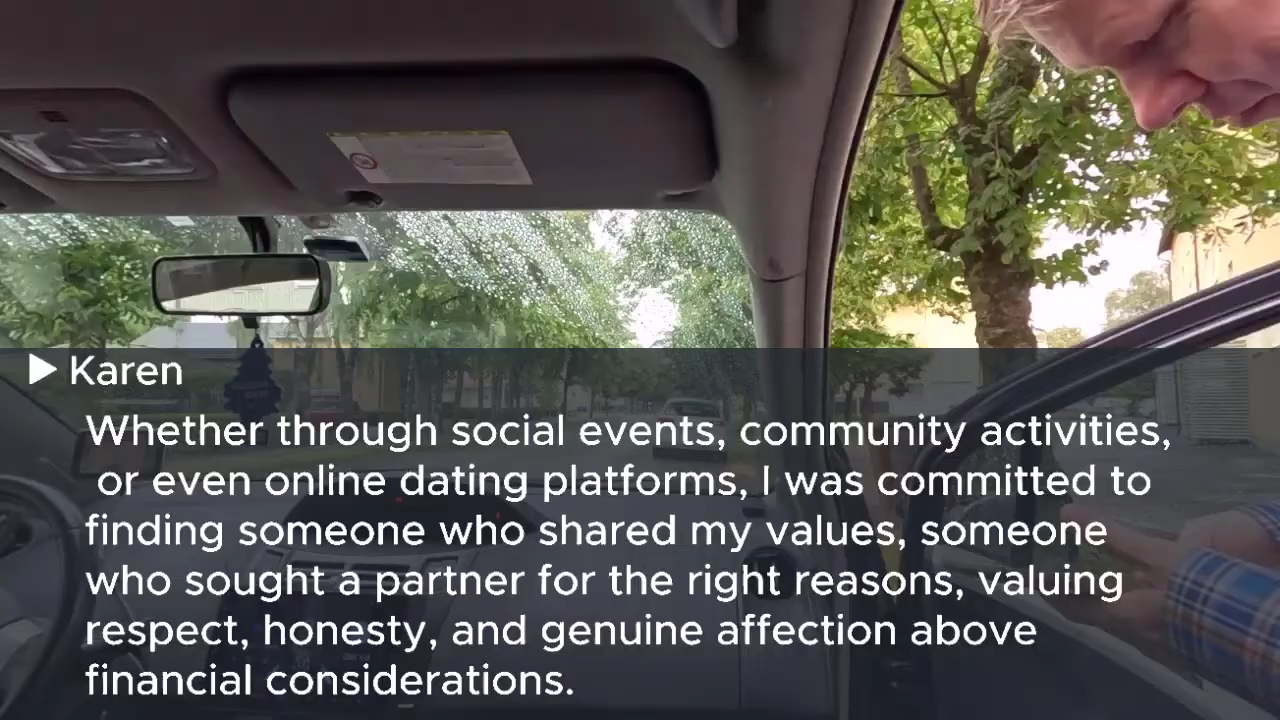 ▶ Karen
Whether through social events, community activities,
or even online dating platforms, I was committed to
finding someone who shared my values, someone
who sought a partner for the right reasons, valuing
respect, honesty, and genuine affection above
financial considerations.